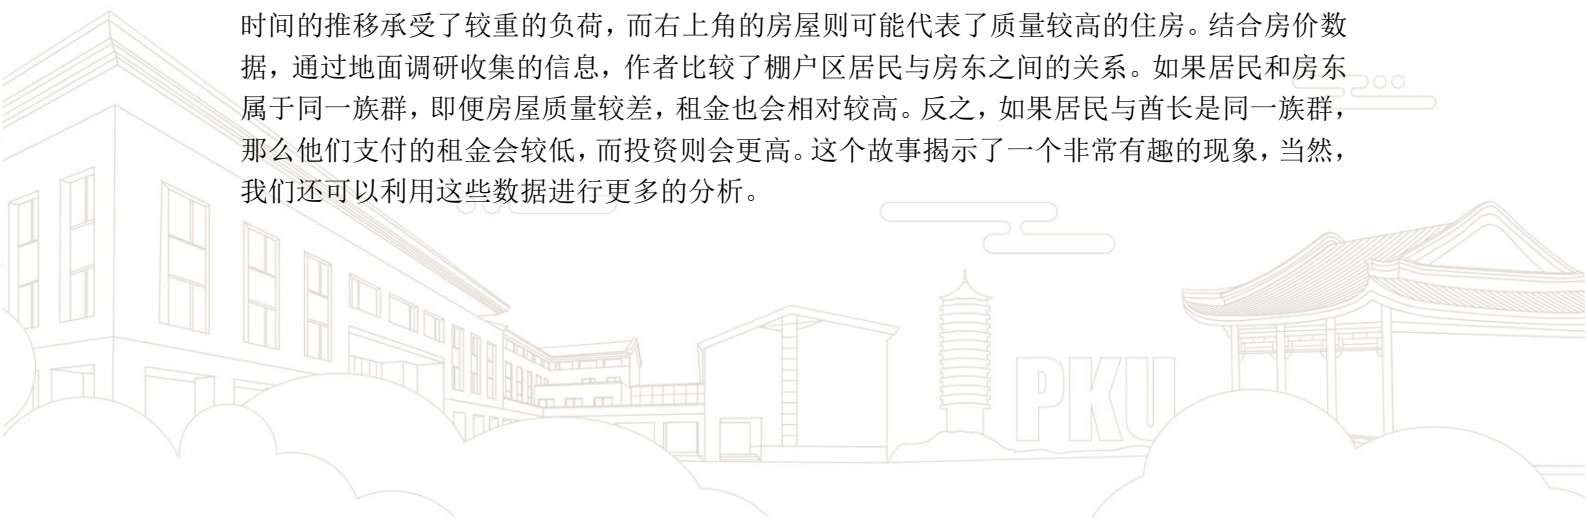 时间的推移承受了较重的负荷，而右上角的房屋则可能代表了质量较高的住房。结合房价数
据，通过地面调研收集的信息，作者比较了棚户区居民与房东之间的关系。如果居民和房东
属于同一族群，即便房屋质量较差，租金也会相对较高。反之，如果居民与酋长是同一族群，
那么他们支付的租金会较低，而投资则会更高。这个故事揭示了一个非常有趣的现象，当然，
我们还可以利用这些数据进行更多的分析。
PKU